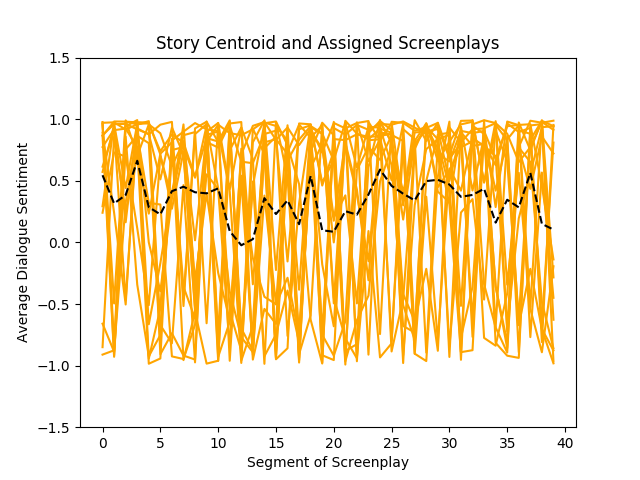 Story Centroid and Assigned Screenplays
1.5
1.0
0.5
0.0
−0.5
−1.0
−1.5
Average Dialogue Sentiment
0 5 10 15 20 25 30 35 40
Segment of Screenplay